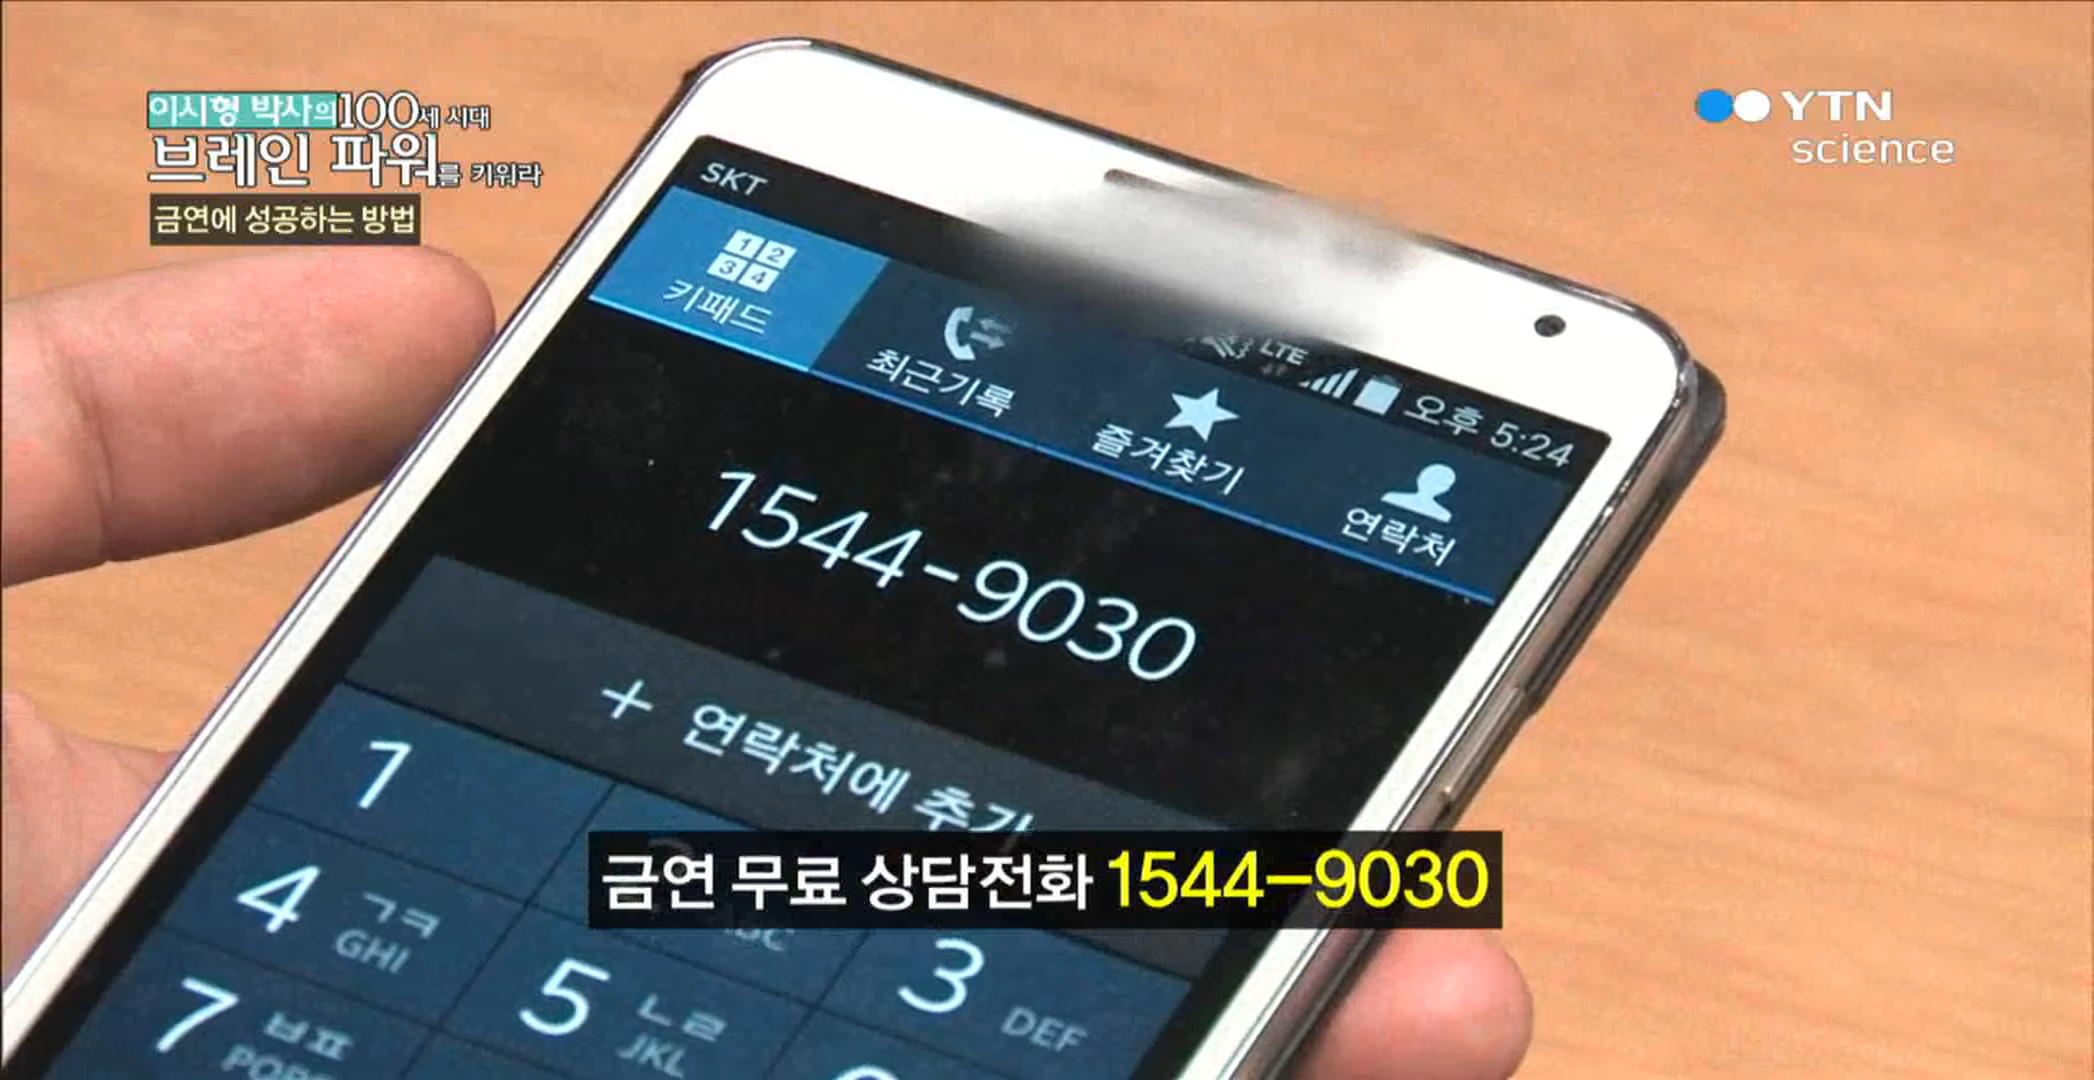 이시형 박사의 100세 시대
브레인 파워를 키워라
금연에 성공하는 방법
YTN
science
SKT
LTE 오후 5:24
1 2
3 4
키패드
최근기록
즐겨찾기
연락처
1544-9030
+ 연락처에 추가
금연 무료 상담전화 1544-9030
1
3 DEF
4 ㄱㅋ
GHI
5 ㄴㄹ
JKL
7 ㅂㅍ